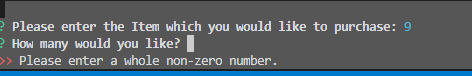 ? Please enter the Item which you would like to purchase: 9
? How many would you like?
>> Please enter a whole non-zero number.